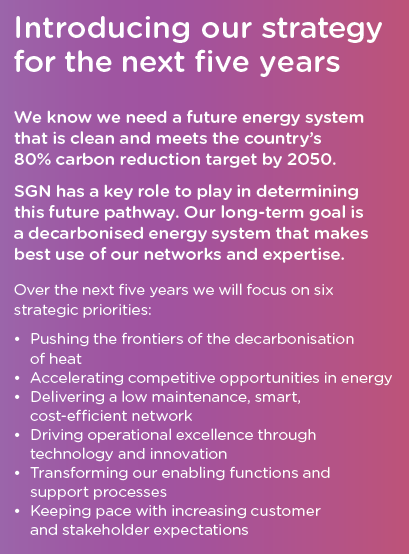 Introducing our strategy
for the next five years
We know we need a future energy system
that is clean and meets the country's
80% carbon reduction target by 2050.
SGN has a key role to play in determining
this future pathway. Our long-term goal is
a decarbonised energy system that makes
best use of our networks and expertise.
Over the next five years we will focus on six
strategic priorities:
• Pushing the frontiers of the decarbonisation
of heat
• Accelerating competitive opportunities in energy
• Delivering a low maintenance, smart,
cost-efficient network
• Driving operational excellence through
technology and innovation
• Transforming our enabling functions and
support processes
• Keeping pace with increasing customer
and stakeholder expectations